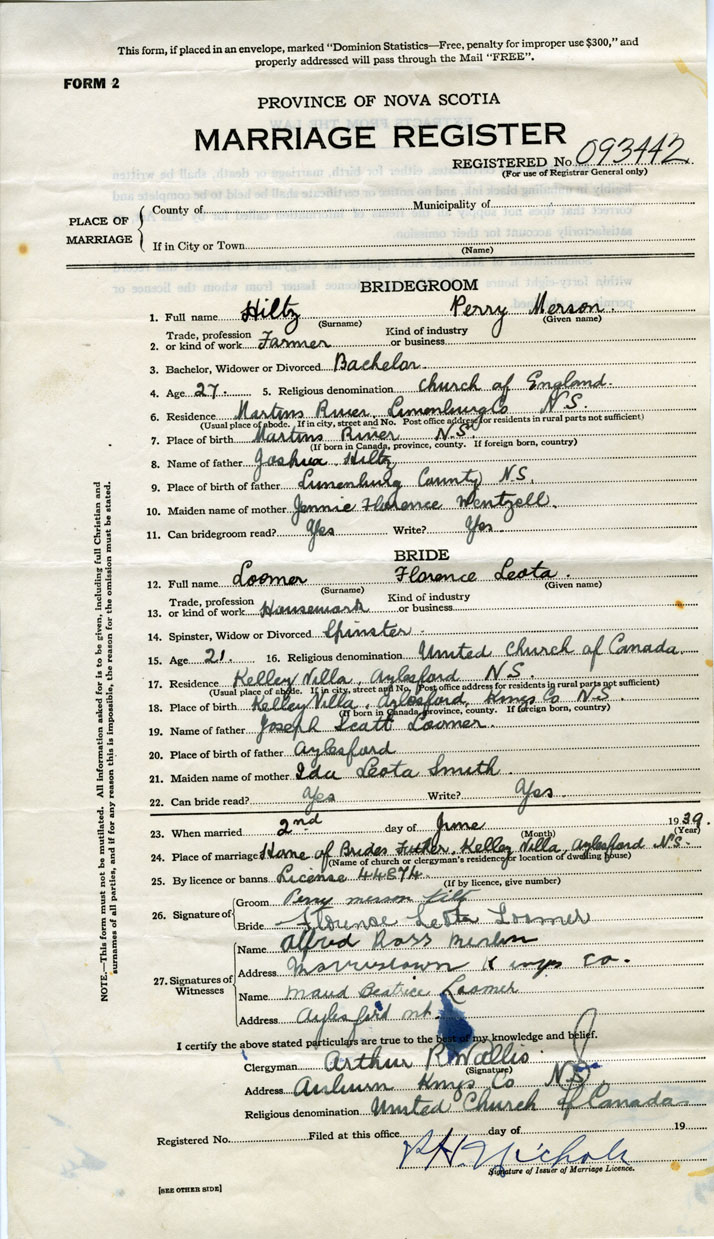 This form, if placed in an envelope, marked "Dominion Statistics—Free, penalty for improper use $300," and
properly addressed will pass through the Mail "FREE".
FORM 2
PROVINCE OF NOVA SCOTIA
MARRIAGE REGISTER
REGISTERED No 093442
(For use of Registrar General only)
PLACE OF MARRIAGE
County of Municipality of
If in City or Town
(Name)
BRIDEGROOM
1. Full name Hiltz Perry Merson.
(Surname) (Given name)
2. Trade, profession or kind of work Farmer Kind of industry or business
3. Bachelor, Widower or Divorced Bachelor.
4. Age 27. 5. Religious denomination Church of England.
6. Residence Martins River, Lunenburg Co N.S.
(Usual place of abode. If in city, street and No. Post office address for residents in rural parts not sufficient)
7. Place of birth Martins River N.S.
(If born in Canada, province, county. If foreign born, country)
8. Name of father Joshua Hiltz
9. Place of birth of father Lunenburg County N.S.
10. Maiden name of mother Jennie Florence Wentzell.
11. Can bridegroom read? Yes Write? Yes.
BRIDE
12. Full name Loomer Florence Leota.
(Surname) (Given name)
13. Trade, profession or kind of work Housework Kind of industry or business
14. Spinster, Widow or Divorced Spinster.
15. Age 21. 16. Religious denomination United Church of Canada.
17. Residence Kelley Villa, Aylesford N.S.
(Usual place of abode. If in city, street and No. Post office address for residents in rural parts not sufficient)
18. Place of birth Kelley Villa, Aylesford, Kings Co N.S.
(If born in Canada, province, county. If foreign born, country)
19. Name of father Joseph Scott Loomer.
20. Place of birth of father Aylesford
21. Maiden name of mother Ida Leota Smith.
22. Can bride read? Yes Write? Yes.
23. When married 2nd day of June 1939.
(Month) (Year)
24. Place of marriage Home of Brides Father, Kelley Villa, Aylesford N.S.
(Name of church or clergyman's residence or location of dwelling house)
25. By licence or banns License 44874.
(If by licence, give number)
26. Signature of
Groom Perry merson Hiltz
Bride Florence Leota Loomer
27. Signatures of Witnesses
Name Alfred Ross
Address Morristown Kings Co.
Name Maud Beatrice Loomer
Address Aylesford mt.
I certify the above stated particulars are true to the best of my knowledge and belief.
Clergyman Arthur R Wallis.
(Signature)
Address Auburn Kings Co N.S.
Religious denomination United Church of Canada
Registered No. Filed at this office day of 19
Nichols
Signature of Issuer of Marriage Licence.
[SEE OTHER SIDE]
NOTE.—This form must not be mutilated. All information asked for is to be given, including full Christian and
surnames of all parties, and if for any reason this is impossible, the reason for the omission must be stated.